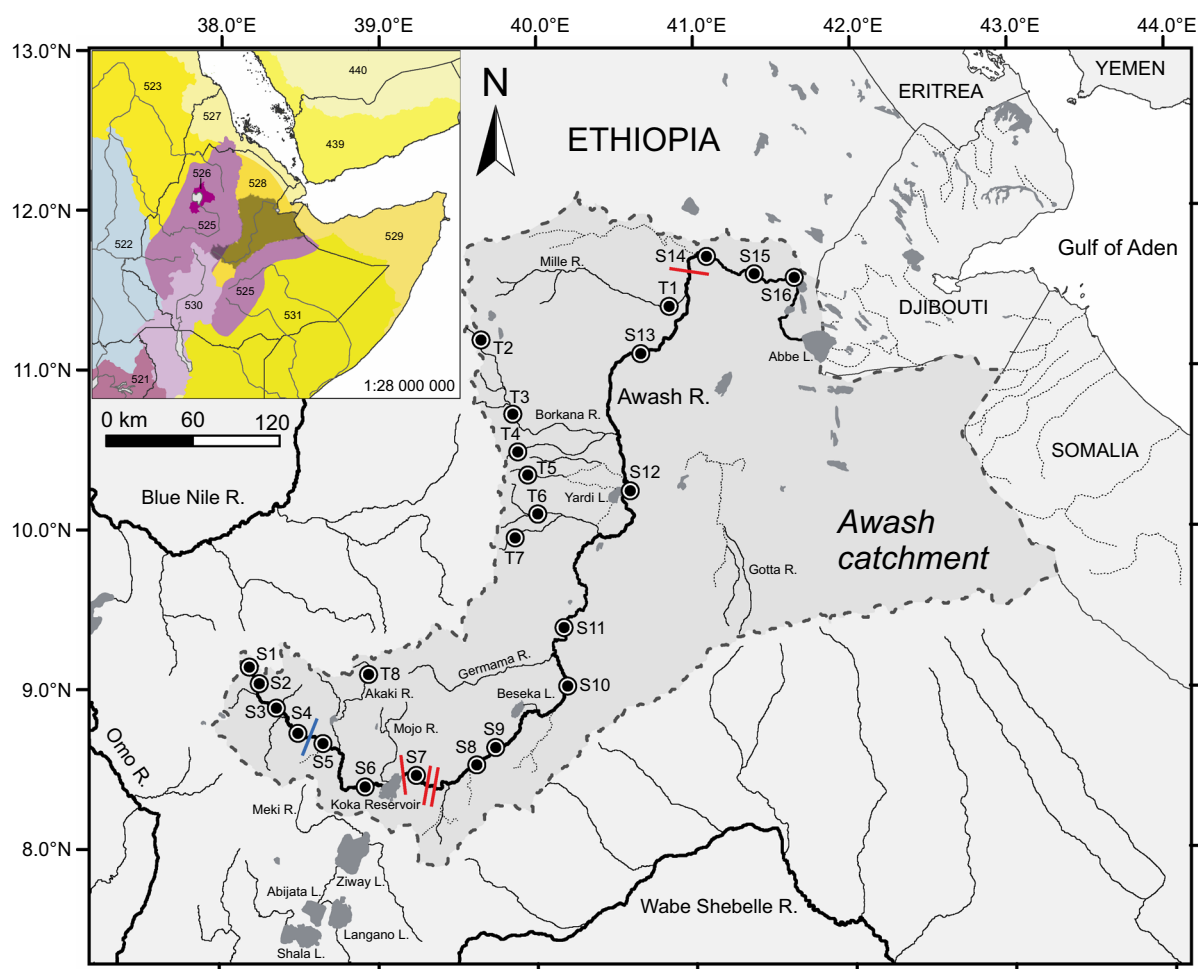 38.0°E 39.0°E 40.0°E 41.0°E 42.0°E 43.0°E 44.0°E
13.0°N
12.0°N
11.0°N
10.0°N
9.0°N
8.0°N
440
523
527
439
526
528
525
522
529
530
525
531
521
1:28 000 000
0 km 60 120
N
ETHIOPIA
ERITREA
YEMEN
Gulf of Aden
DJIBOUTI
SOMALIA
Mille R.
S14
S15
S16
T1
S13
Abbe L.
T2
Awash R.
T3
Borkana R.
T4
T5
S12
Yardi L.
T6
T7
Blue Nile R.
Awash
catchment
Gotta R.
S11
S1
S2
T8
Germama R.
S10
Akaki R.
Beseka L.
S3
S4
Mojo R.
S9
S5
S7
S8
S6
Omo R.
Koka Reservoir
Meki R.
Ziway L.
Abijata L.
Langano L.
Shala L.
Wabe Shebelle R.